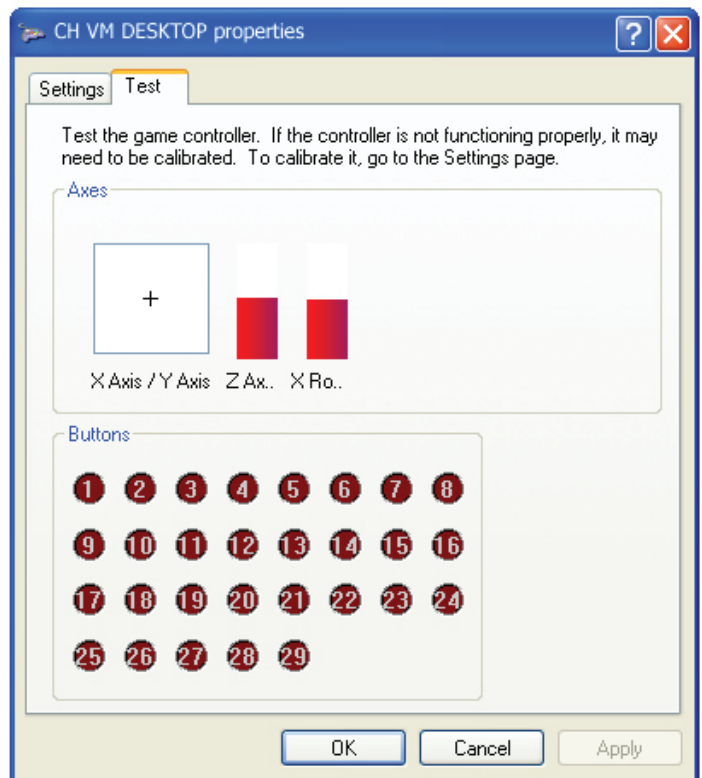 CH VM DESKTOP properties
Settings Test
Test the game controller. If the controller is not functioning properly, it may
need to be calibrated. To calibrate it, go to the Settings page.
Axes
X Axis / Y Axis Z Ax.. X Ro..
Buttons
1 2 3 4 5 6 7 8
9 10 11 12 13 14 15 16
17 18 19 20 21 22 23 24
25 26 27 28 29
OK Cancel Apply